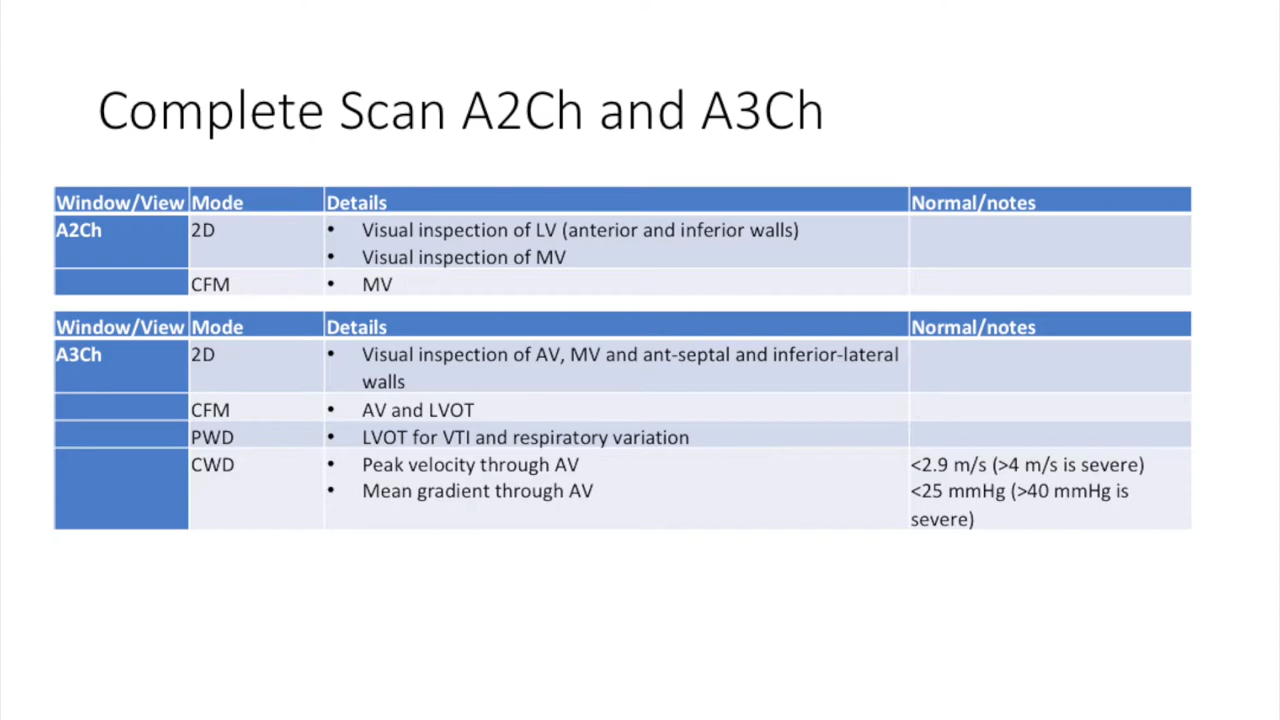 Complete Scan A2Ch and A3Ch
Window/View Mode Details Normal/notes
A2Ch 2D • Visual inspection of LV (anterior and inferior walls)
• Visual inspection of MV
CFM • MV
Window/View Mode Details Normal/notes
A3Ch 2D • Visual inspection of AV, MV and ant-septal and inferior-lateral
walls
CFM • AV and LVOT
PWD • LVOT for VTI and respiratory variation
CWD • Peak velocity through AV <2.9 m/s (>4 m/s is severe)
• Mean gradient through AV <25 mmHg (>40 mmHg is
severe)